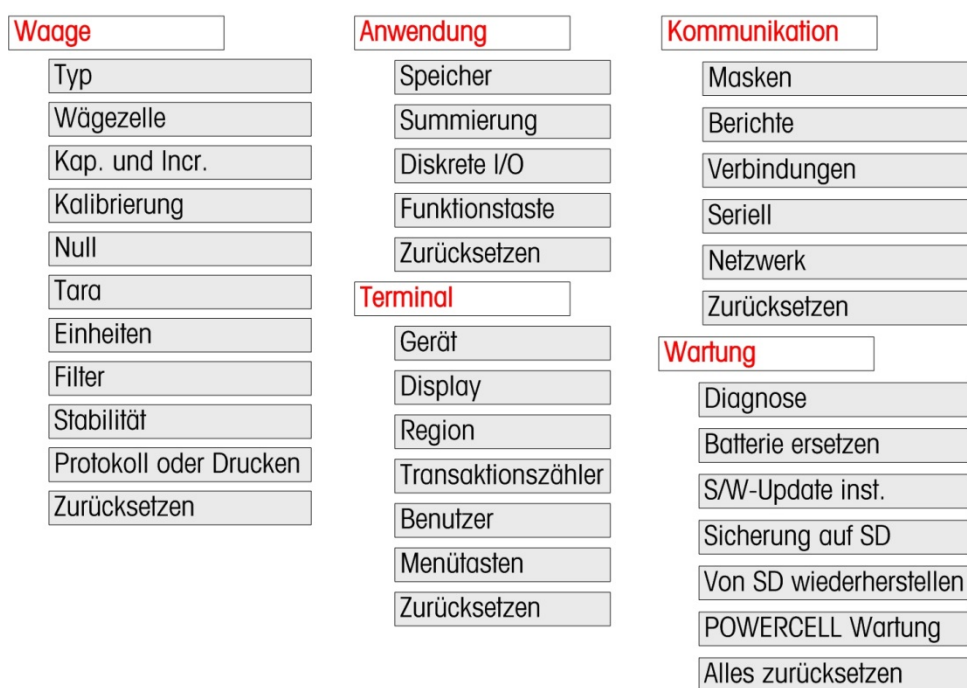 Waage
Typ
Wägezelle
Kap. und Incr.
Kalibrierung
Null
Tara
Einheiten
Filter
Stabilität
Protokoll oder Drucken
Zurücksetzen
Anwendung
Speicher
Summierung
Diskrete I/O
Funktionstaste
Zurücksetzen
Terminal
Gerät
Display
Region
Transaktionszähler
Benutzer
Menütasten
Zurücksetzen
Kommunikation
Masken
Berichte
Verbindungen
Seriell
Netzwerk
Zurücksetzen
Wartung
Diagnose
Batterie ersetzen
S/W-Update inst.
Sicherung auf SD
Von SD wiederherstellen
POWERCELL Wartung
Alles zurücksetzen